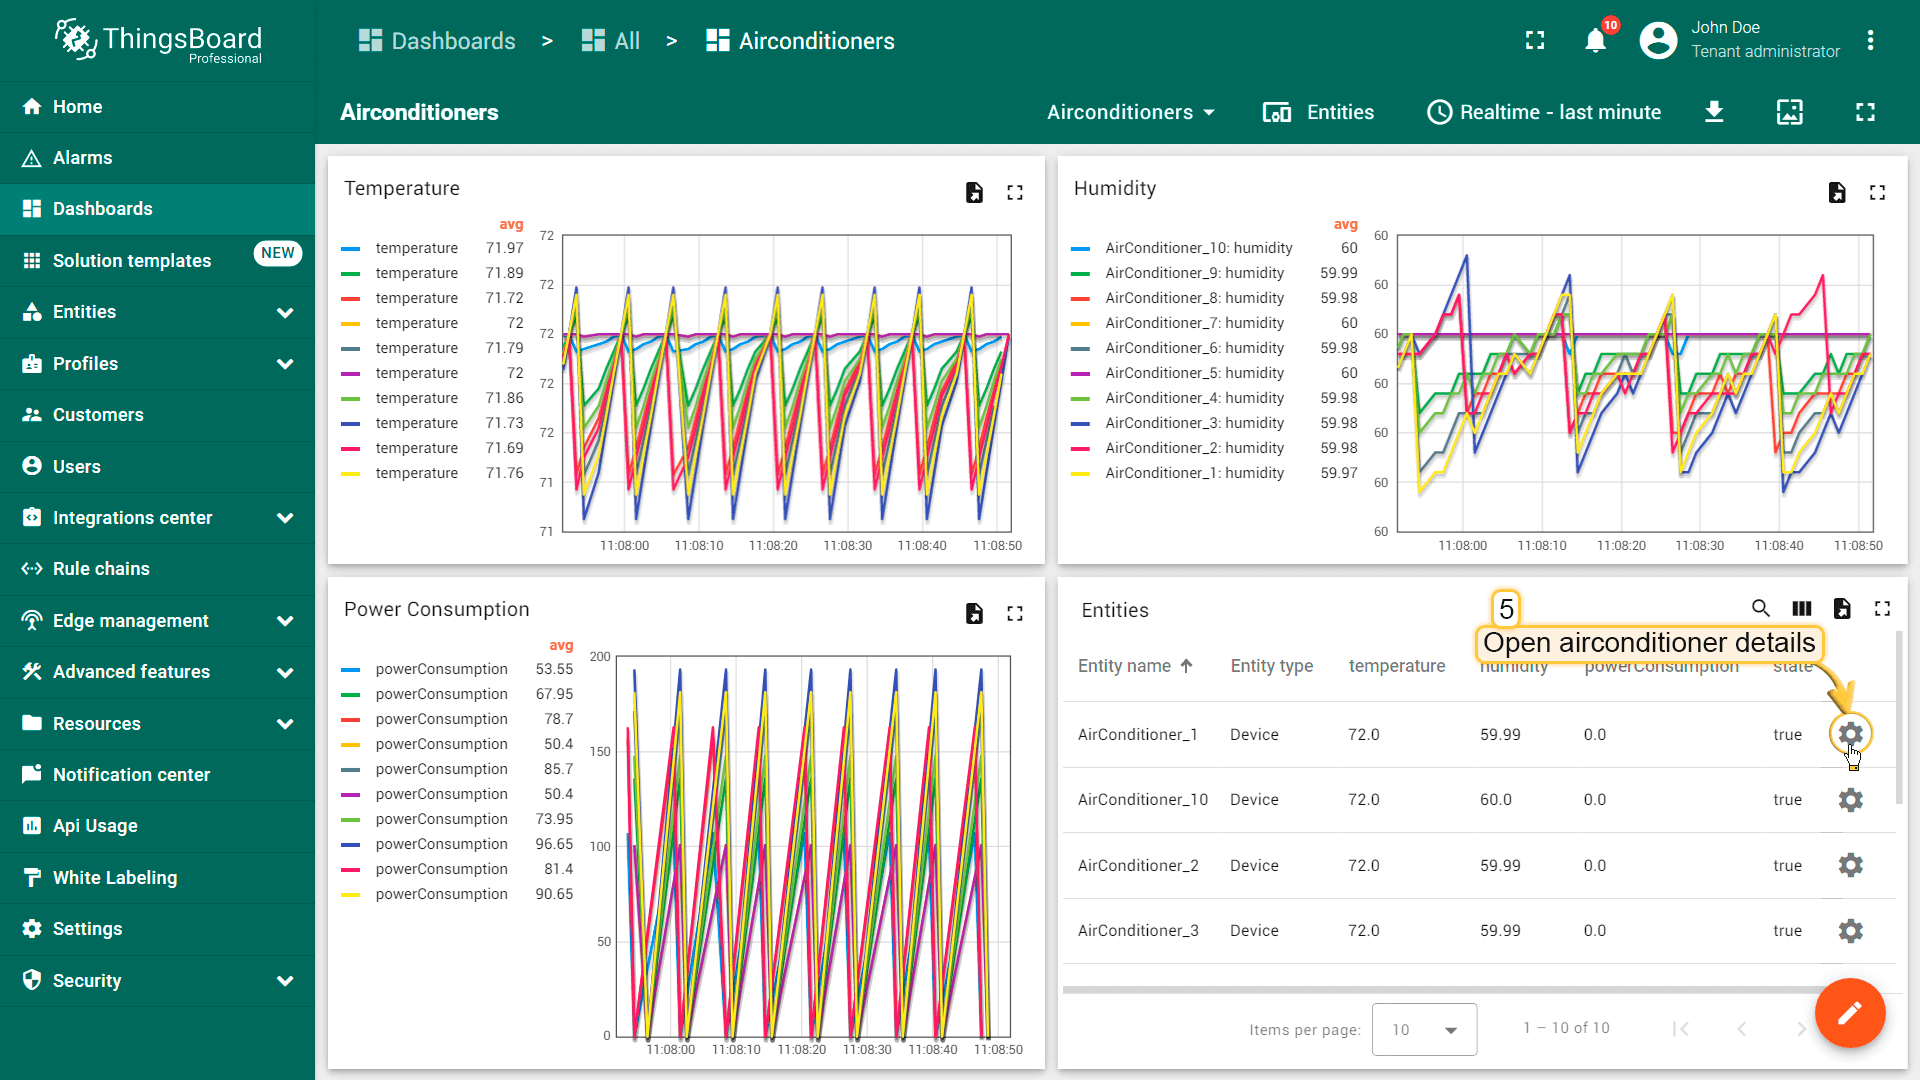 ThingsBoard
Professional
Home
Alarms
Dashboards
Solution templates
NEW
Entities
Profiles
Customers
Users
Integrations center
Rule chains
Edge management
Advanced features
Resources
Notification center
Api Usage
White Labeling
Settings
Security
Dashboards > All > Airconditioners
10
John Doe
Tenant administrator
Airconditioners
Airconditioners
Entities
Realtime - last minute
Temperature
avg
temperature 71.97
temperature 71.89
temperature 71.72
temperature 72
temperature 71.79
temperature 72
temperature 71.86
temperature 71.73
temperature 71.69
temperature 71.76
72
72
72
72
72
71
71
11:08:00 11:08:10 11:08:20 11:08:30 11:08:40 11:08:50
Humidity
avg
AirConditioner_10: humidity 60
AirConditioner_9: humidity 59.99
AirConditioner_8: humidity 59.98
AirConditioner_7: humidity 60
AirConditioner_6: humidity 59.98
AirConditioner_5: humidity 60
AirConditioner_4: humidity 59.98
AirConditioner_3: humidity 59.98
AirConditioner_2: humidity 59.98
AirConditioner_1: humidity 59.97
60
60
60
60
60
60
60
11:08:00 11:08:10 11:08:20 11:08:30 11:08:40 11:08:50
Power Consumption
avg
powerConsumption 53.55
powerConsumption 67.95
powerConsumption 78.7
powerConsumption 50.4
powerConsumption 85.7
powerConsumption 50.4
powerConsumption 73.95
powerConsumption 96.65
powerConsumption 81.4
powerConsumption 90.65
200
150
100
50
0
11:08:00 11:08:10 11:08:20 11:08:30 11:08:40 11:08:50
Entities
5
Open airconditioner details
Entity name Entity type temperature humidity powerConsumption state
AirConditioner_1 Device 72.0 59.99 0.0 true
AirConditioner_10 Device 72.0 60.0 0.0 true
AirConditioner_2 Device 72.0 59.99 0.0 true
AirConditioner_3 Device 72.0 59.99 0.0 true
Items per page: 10 1 – 10 of 10